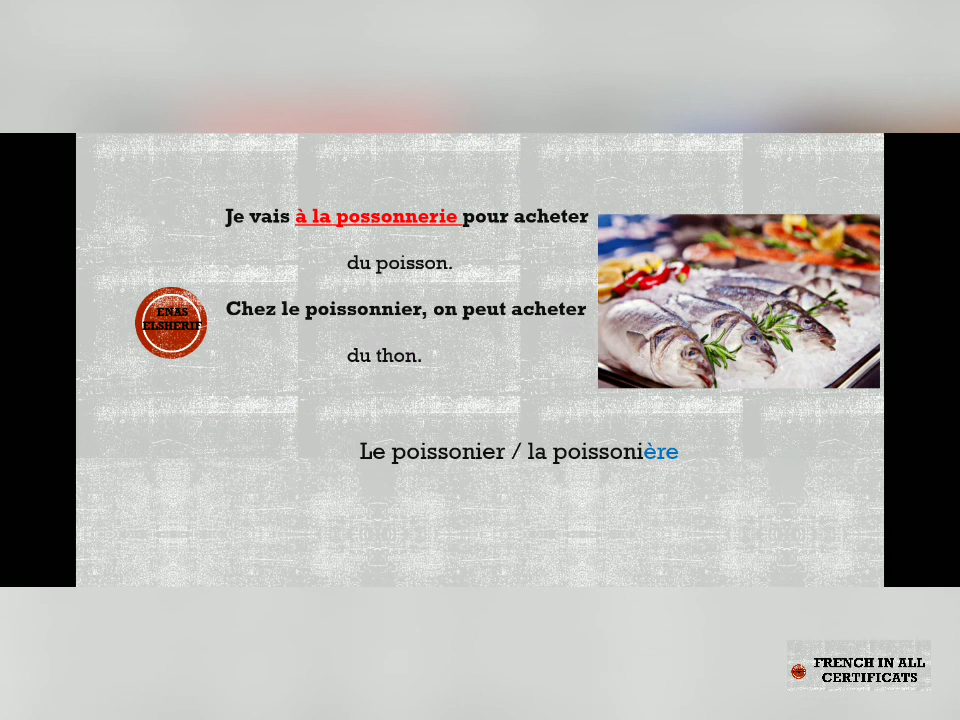 Je vais à la possonnerie pour acheter
du poisson.
Chez le poissonnier, on peut acheter
du thon.
ENAS
ELSHERIF
Le poissonier / la poissonière
FRENCH IN ALL
CERTIFICATS